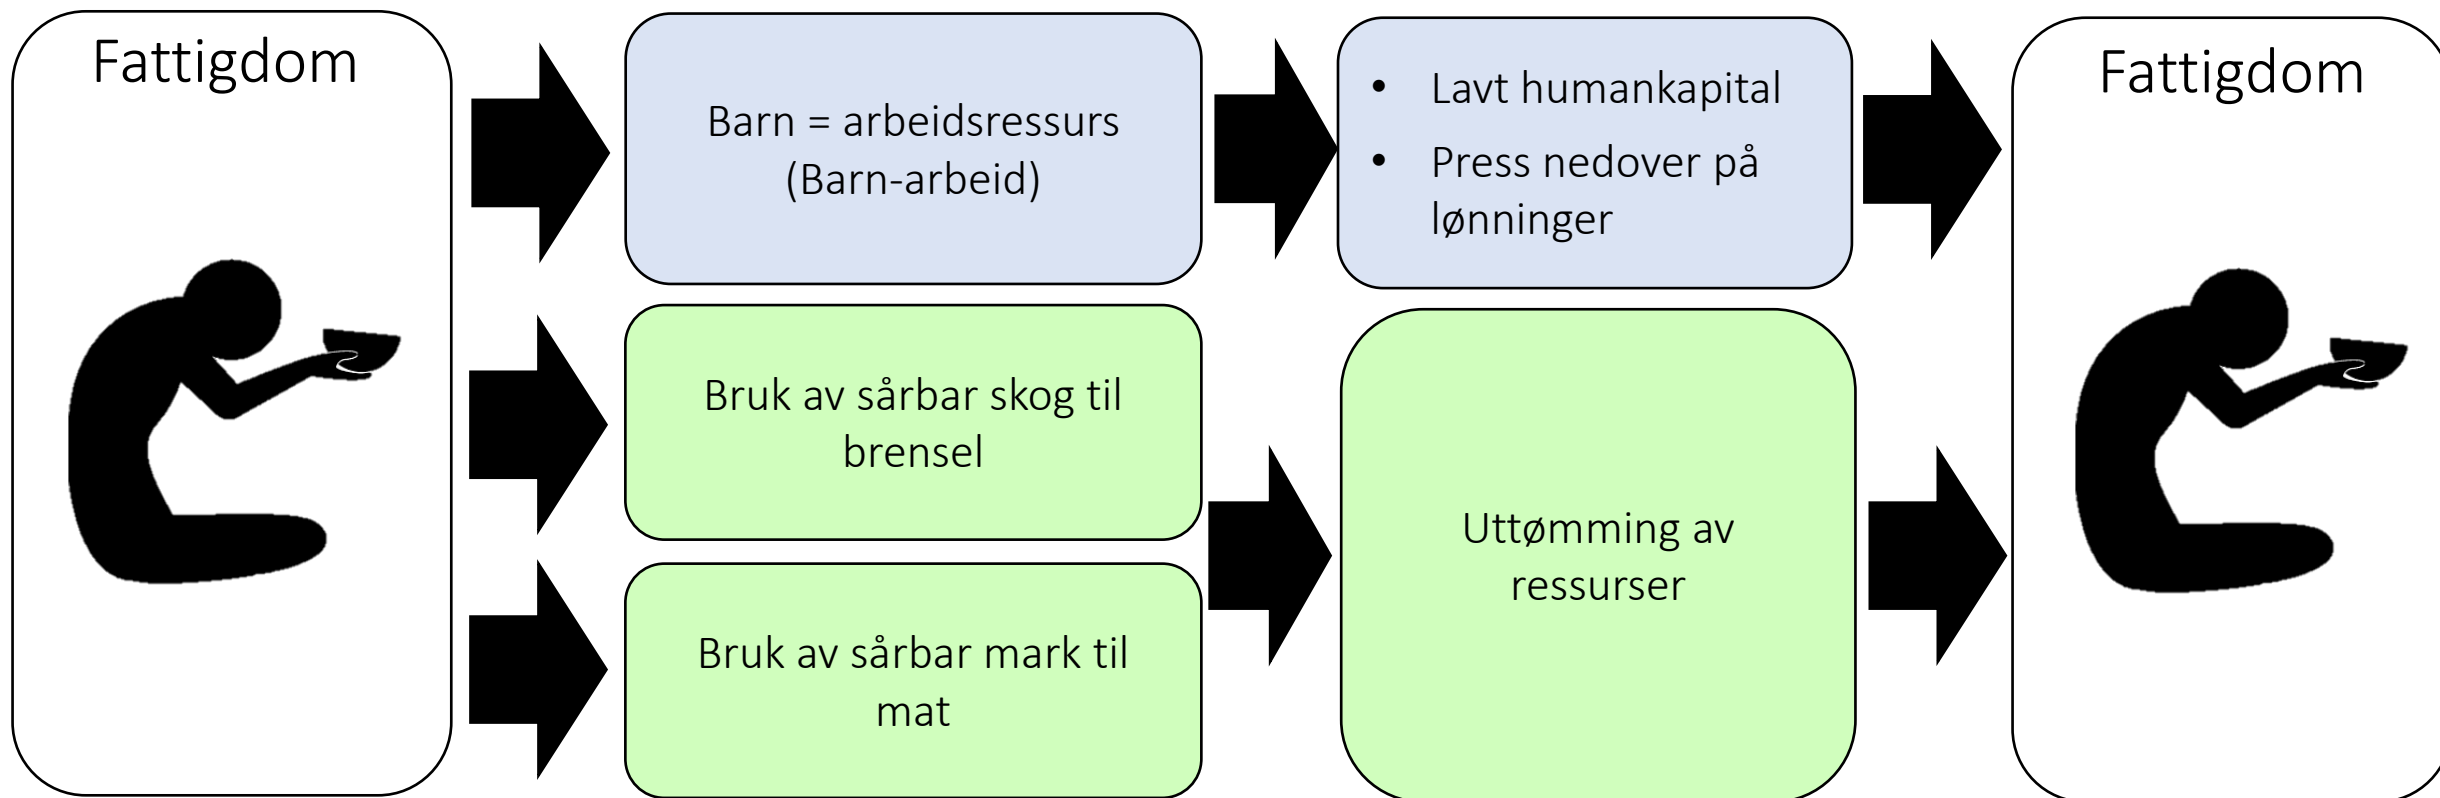 Fattigdom
Barn = arbeidsressurs
(Barn-arbeid)
• Lavt humankapital
• Press nedover på
lønninger
Fattigdom
Bruk av sårbar skog til
brensel
Bruk av sårbar mark til
mat
Uttømming av
ressurser